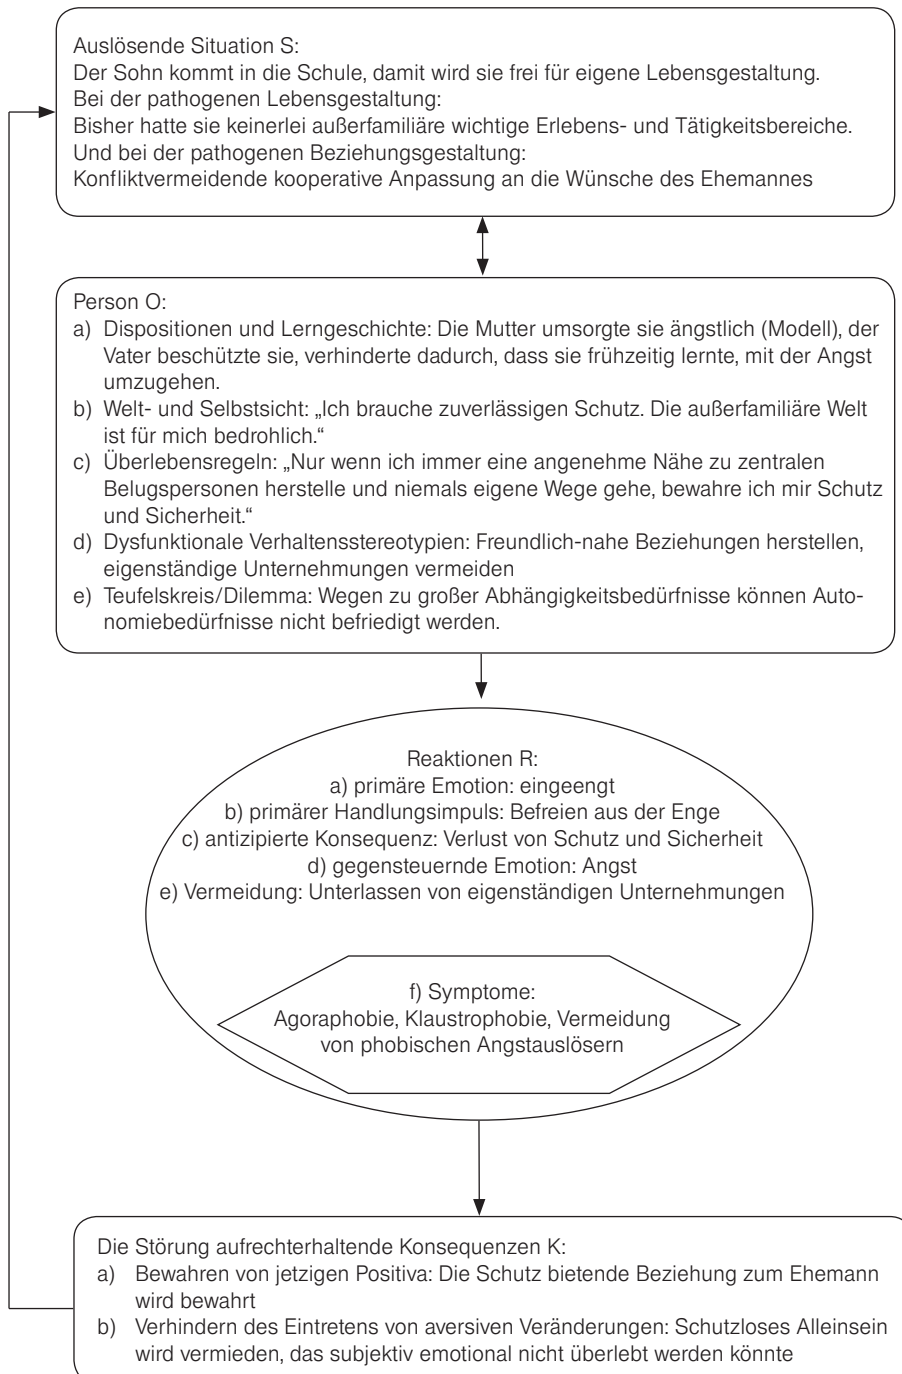 Auslösende Situation S:
Der Sohn kommt in die Schule, damit wird sie frei für eigene Lebensgestaltung.
Bei der pathogenen Lebensgestaltung:
Bisher hatte sie keinerlei außerfamiliäre wichtige Erlebens- und Tätigkeitsbereiche.
Und bei der pathogenen Beziehungsgestaltung:
Konfliktvermeidende kooperative Anpassung an die Wünsche des Ehemannes
Person O:
a) Dispositionen und Lerngeschichte: Die Mutter umsorgte sie ängstlich (Modell), der
Vater beschützte sie, verhinderte dadurch, dass sie frühzeitig lernte, mit der Angst
umzugehen.
b) Welt- und Selbstsicht: „Ich brauche zuverlässigen Schutz. Die außerfamiliäre Welt
ist für mich bedrohlich.“
c) Überlebensregeln: „Nur wenn ich immer eine angenehme Nähe zu zentralen
Belugspersonen herstelle und niemals eigene Wege gehe, bewahre ich mir Schutz
und Sicherheit.“
d) Dysfunktionale Verhaltensstereotypien: Freundlich-nahe Beziehungen herstellen,
eigenständige Unternehmungen vermeiden
e) Teufelskreis/Dilemma: Wegen zu großer Abhängigkeitsbedürfnisse können Auto-
nomiebedürfnisse nicht befriedigt werden.
Reaktionen R:
a) primäre Emotion: eingeengt
b) primärer Handlungsimpuls: Befreien aus der Enge
c) antizipierte Konsequenz: Verlust von Schutz und Sicherheit
d) gegensteuernde Emotion: Angst
e) Vermeidung: Unterlassen von eigenständigen Unternehmungen
f) Symptome:
Agoraphobie, Klaustrophobie, Vermeidung
von phobischen Angstauslösern
Die Störung aufrechterhaltende Konsequenzen K:
a) Bewahren von jetzigen Positiva: Die Schutz bietende Beziehung zum Ehemann
wird bewahrt
b) Verhindern des Eintretens von aversiven Veränderungen: Schutzloses Alleinsein
wird vermieden, das subjektiv emotional nicht überlebt werden könnte